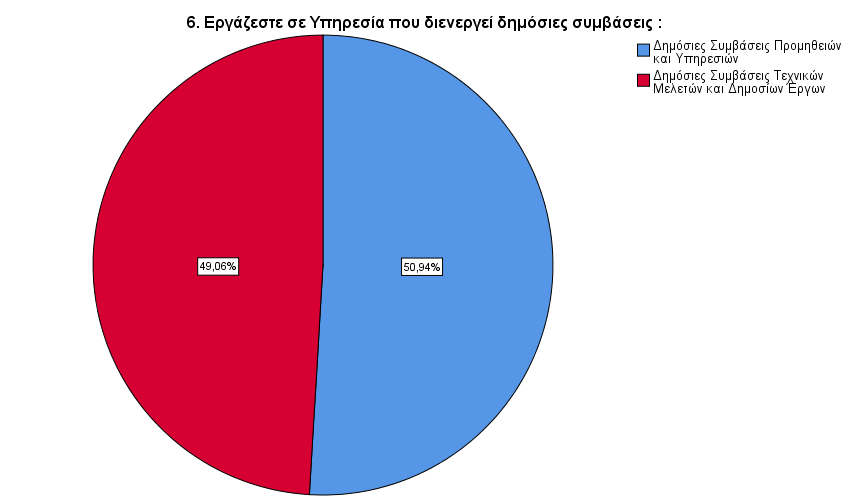 6. Εργάζεστε σε Υπηρεσία που διενεργεί δημόσιες συμβάσεις :
Δημόσιες Συμβάσεις Προμηθειών
και Υπηρεσιών
Δημόσιες Συμβάσεις Τεχνικών
Μελετών και Δημοσίων Έργων
49,06%
50,94%